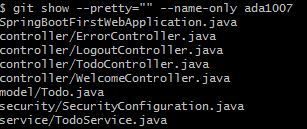 $ git show --pretty="" --name-only ada1007
SpringBootFirstWebApplication.java
controller/ErrorController.java
controller/LogoutController.java
controller/TodoController.java
controller/WelcomeController.java
model/Todo.java
security/SecurityConfiguration.java
service/TodoService.java